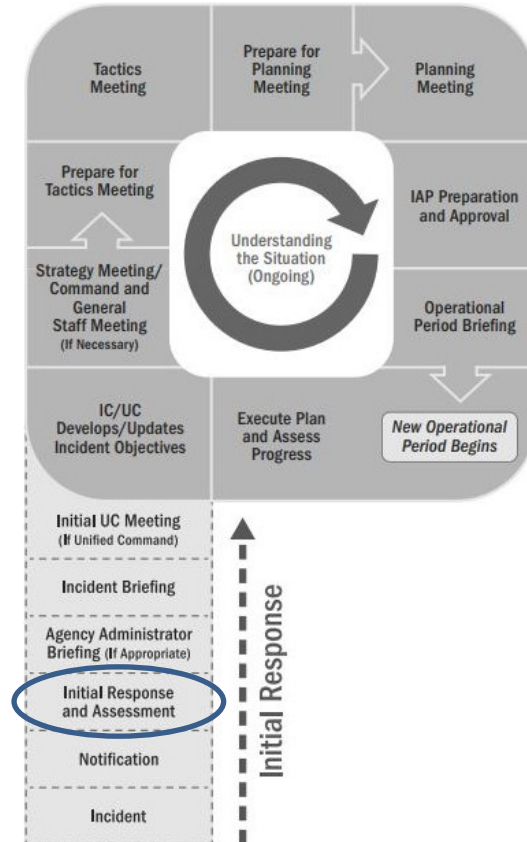 Tactics
Meeting
Prepare for
Planning
Meeting
Planning
Meeting
Prepare for
Tactics Meeting
Understanding
the Situation
(Ongoing)
IAP Preparation
and Approval
Strategy Meeting/
Command and
General
Staff Meeting
(If Necessary)
Operational
Period Briefing
IC/UC
Develops/Updates
Incident Objectives
Execute Plan
and Assess
Progress
New Operational
Period Begins
Initial UC Meeting
(If Unified Command)
Incident Briefing
Agency Administrator
Briefing (If Appropriate)
Initial Response
and Assessment
Notification
Incident
Initial Response